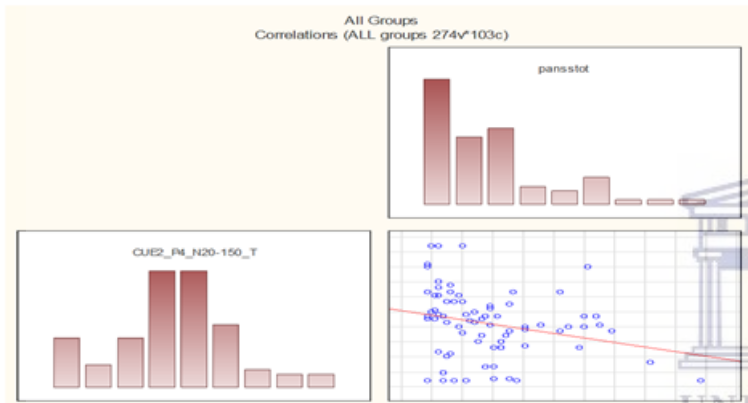 All Groups
Correlations (ALL groups 274v*103c)
pansstot
CUE2_P4_N20-150_T